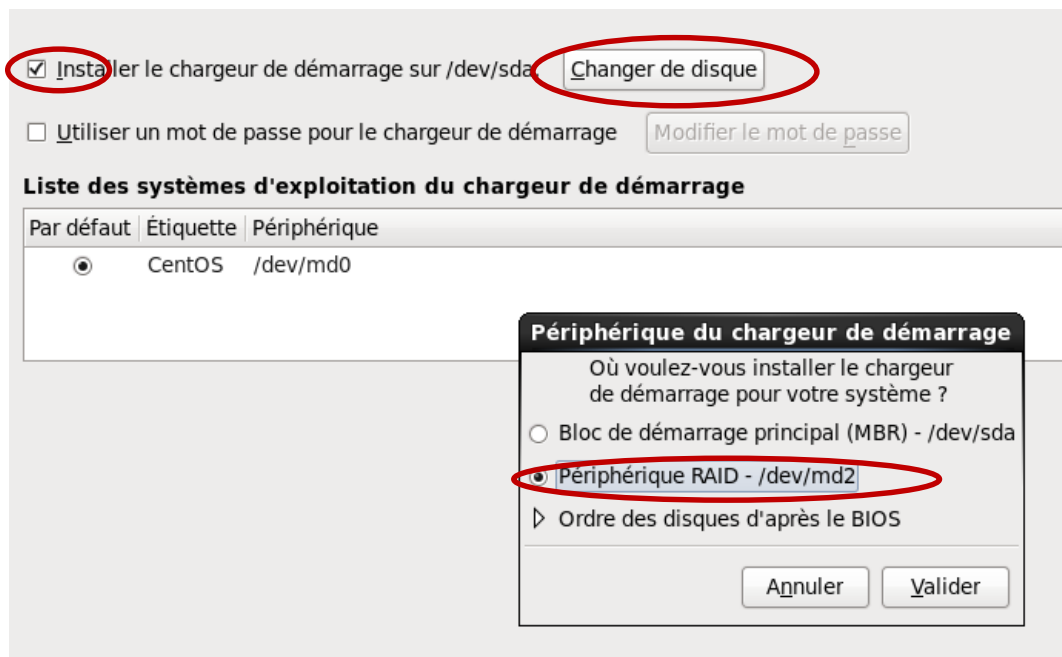 Installer le chargeur de démarrage sur /dev/sda. Changer de disque
Utiliser un mot de passe pour le chargeur de démarrage Modifier le mot de passe
Liste des systèmes d'exploitation du chargeur de démarrage
Par défaut Étiquette Périphérique
CentOS /dev/md0
Périphérique du chargeur de démarrage
Où voulez-vous installer le chargeur
de démarrage pour votre système ?
Bloc de démarrage principal (MBR) - /dev/sda
Périphérique RAID - /dev/md2
Ordre des disques d'après le BIOS
Annuler Valider